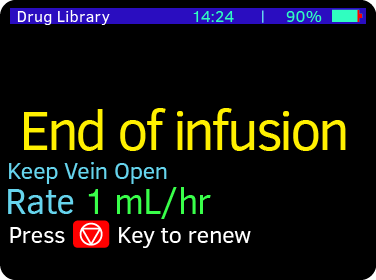 Drug Library 14:24 | 90%
End of infusion
Keep Vein Open
Rate 1 mL/hr
Press Key to renew